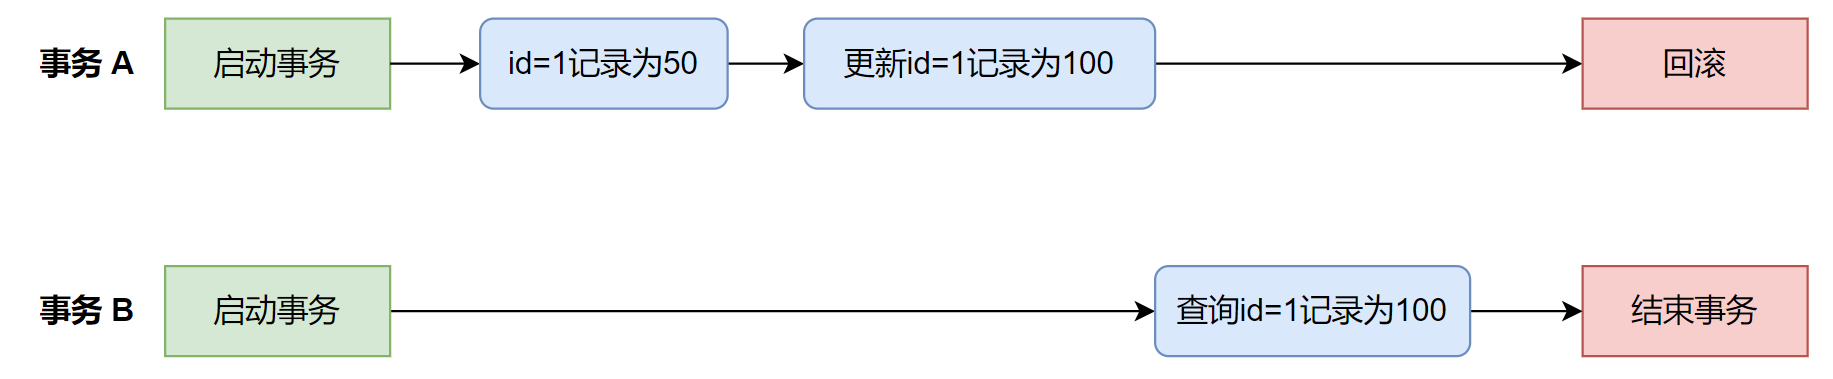 事务 A
启动事务
id=1记录为50
更新id=1记录为100
回滚
事务 B
启动事务
查询id=1记录为100
结束事务